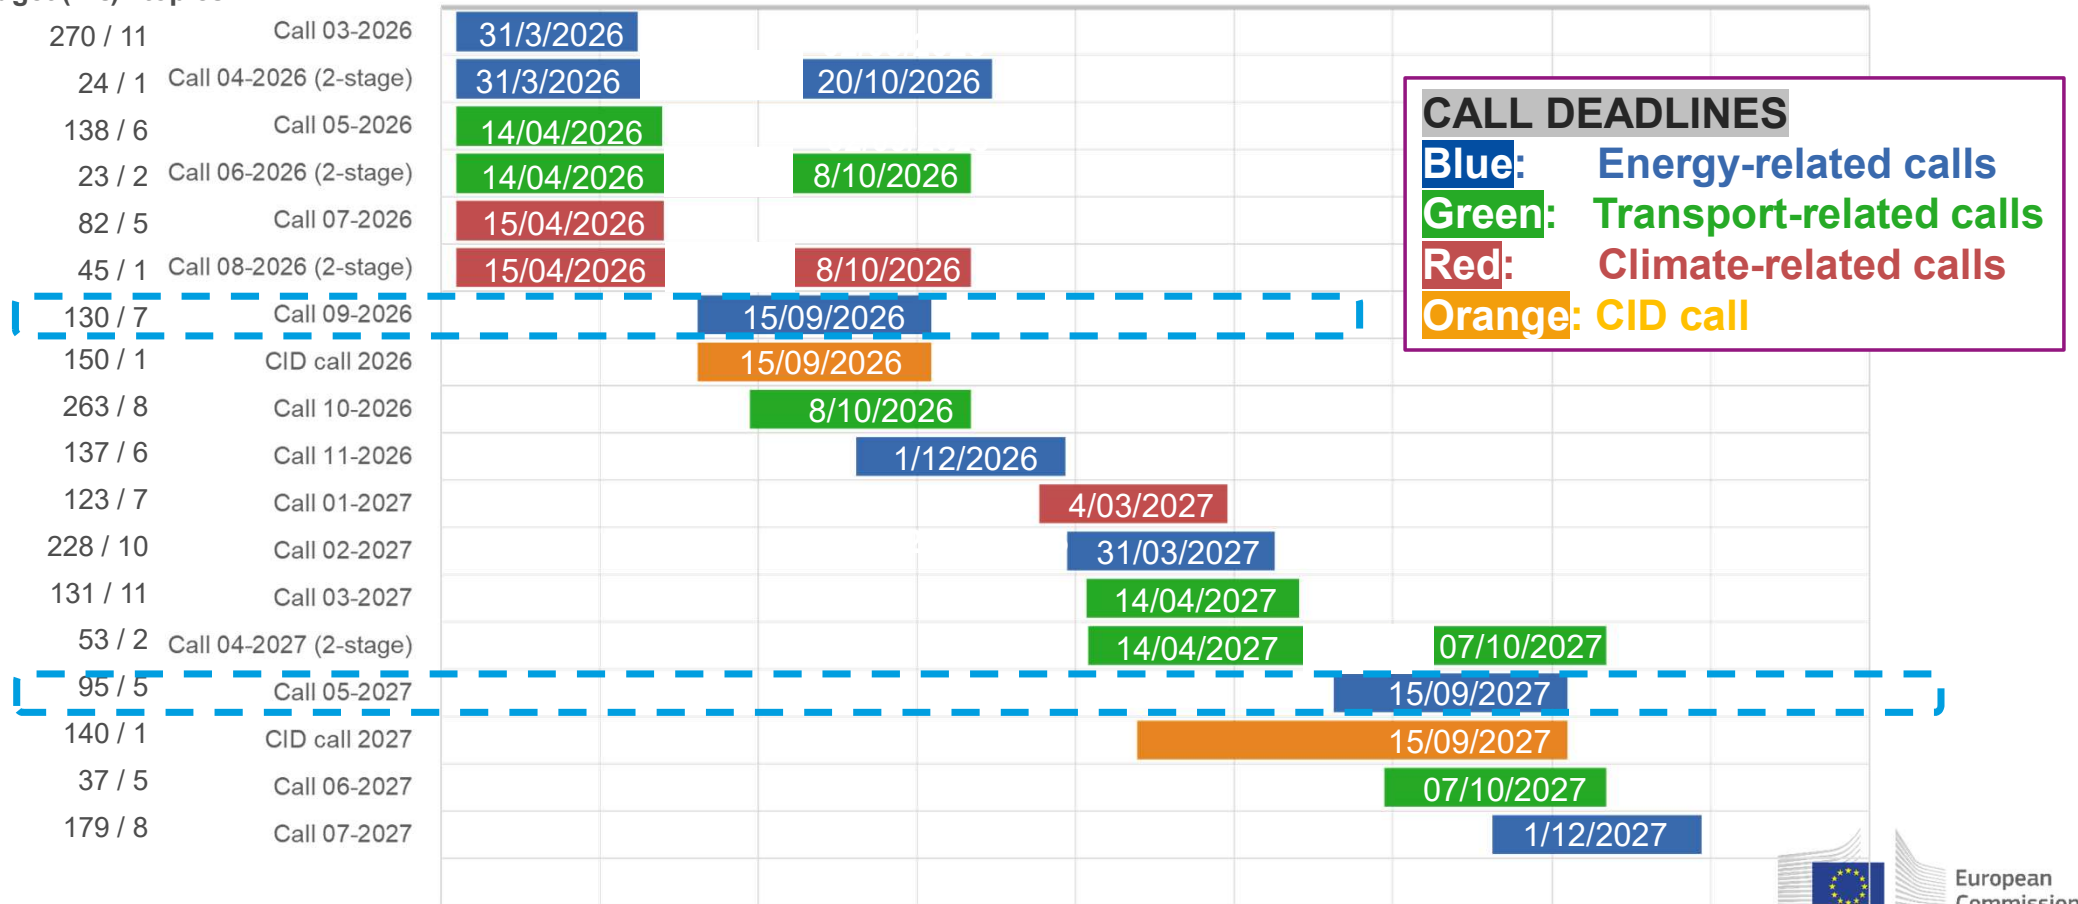 270 / 11 Call 03-2026 31/3/2026
24 / 1 Call 04-2026 (2-stage) 31/3/2026 20/10/2026
138 / 6 Call 05-2026 14/04/2026
23 / 2 Call 06-2026 (2-stage) 14/04/2026 8/10/2026
82 / 5 Call 07-2026 15/04/2026
45 / 1 Call 08-2026 (2-stage) 15/04/2026 8/10/2026
130 / 7 Call 09-2026 15/09/2026
150 / 1 CID call 2026 15/09/2026
263 / 8 Call 10-2026 8/10/2026
137 / 6 Call 11-2026 1/12/2026
123 / 7 Call 01-2027 4/03/2027
228 / 10 Call 02-2027 31/03/2027
131 / 11 Call 03-2027 14/04/2027
53 / 2 Call 04-2027 (2-stage) 14/04/2027 07/10/2027
95 / 5 Call 05-2027 15/09/2027
140 / 1 CID call 2027 15/09/2027
37 / 5 Call 06-2027 07/10/2027
179 / 8 Call 07-2027 1/12/2027
CALL DEADLINES
Blue: Energy-related calls
Green: Transport-related calls
Red: Climate-related calls
Orange: CID call
European
Commission